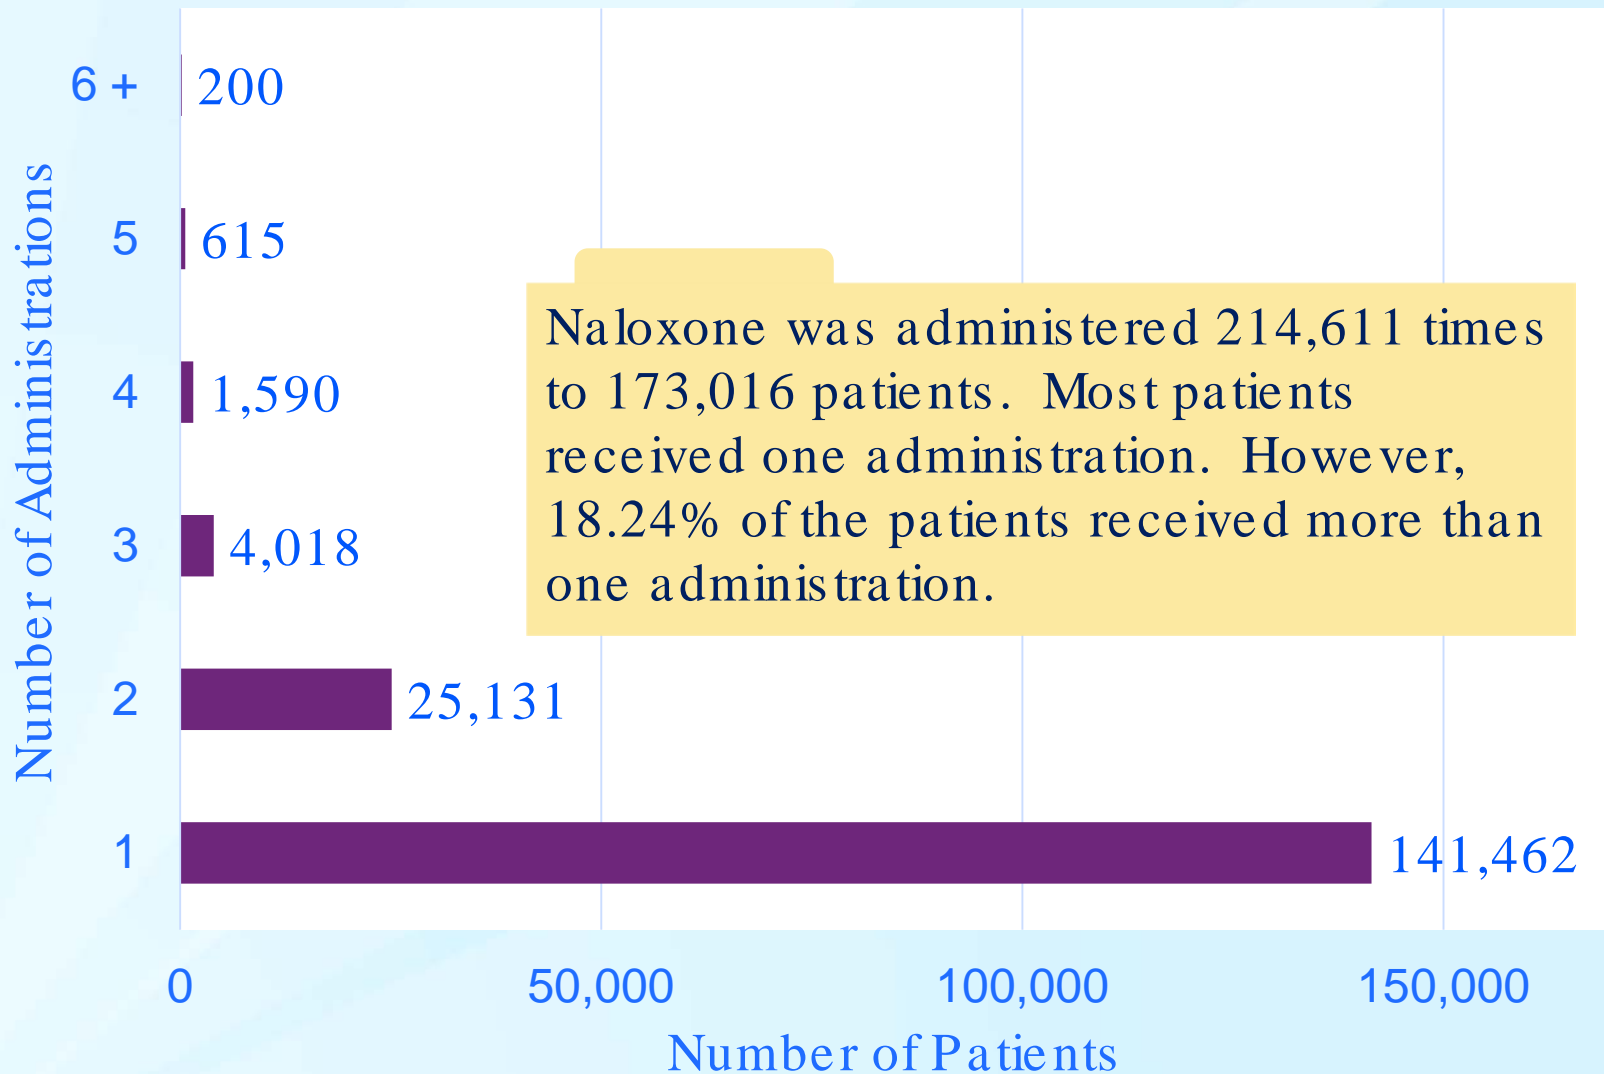 6 +
200
5
615
4
1,590
3
4,018
2
25,131
1
141,462
Naloxone was administered 214,611 times
to 173,016 patients. Most patients
received one administration. However,
18.24% of the patients received more than
one administration.
0 50,000 100,000 150,000
Number of Patients
Number of Administrations